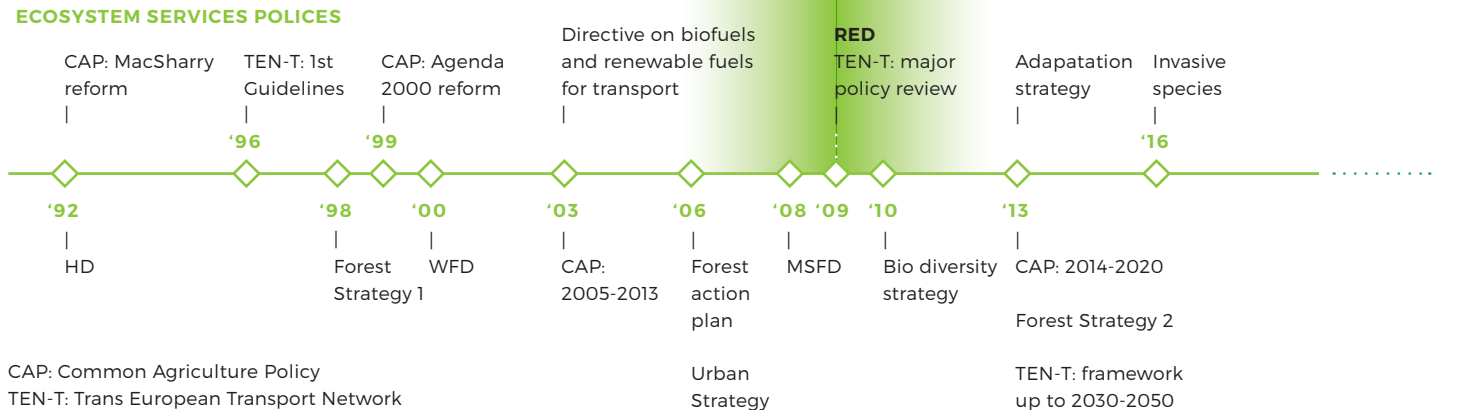 ECOSYSTEM SERVICES POLICES
CAP: MacSharry
reform
TEN-T: 1st
Guidelines
CAP: Agenda
2000 reform
Directive on biofuels
and renewable fuels
for transport
RED
TEN-T: major
policy review
Adapatation
strategy
Invasive
species
‘96
‘99
‘16
‘92
‘98
‘00
‘03
‘06
‘08
‘09
‘10
‘13
HD
Forest
Strategy 1
WFD
CAP:
2005-2013
Forest
action
plan
Urban
Strategy
MSFD
Bio diversity
strategy
CAP: 2014-2020
Forest Strategy 2
TEN-T: framework
up to 2030-2050
CAP: Common Agriculture Policy
TEN-T: Trans European Transport Network